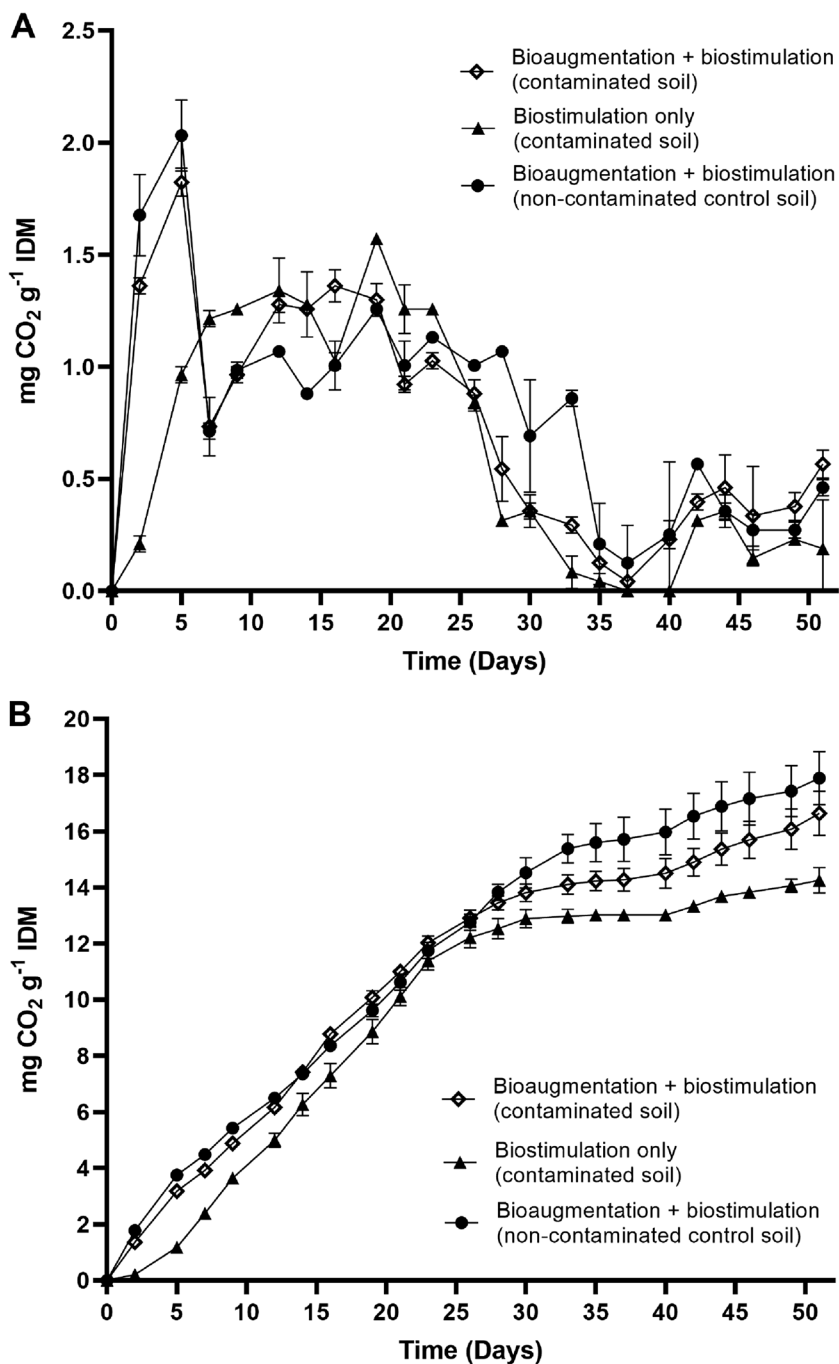 A
2.5
2.0
1.5
1.0
0.5
0.0
mg CO₂ g⁻¹ IDM
Bioaugmentation + biostimulation
(contaminated soil)
Biostimulation only
(contaminated soil)
Bioaugmentation + biostimulation
(non-contaminated control soil)
0 5 10 15 20 25 30 35 40 45 50
Time (Days)
B
20
18
16
14
12
10
8
6
4
2
0
mg CO₂ g⁻¹ IDM
Bioaugmentation + biostimulation
(contaminated soil)
Biostimulation only
(contaminated soil)
Bioaugmentation + biostimulation
(non-contaminated control soil)
0 5 10 15 20 25 30 35 40 45 50
Time (Days)